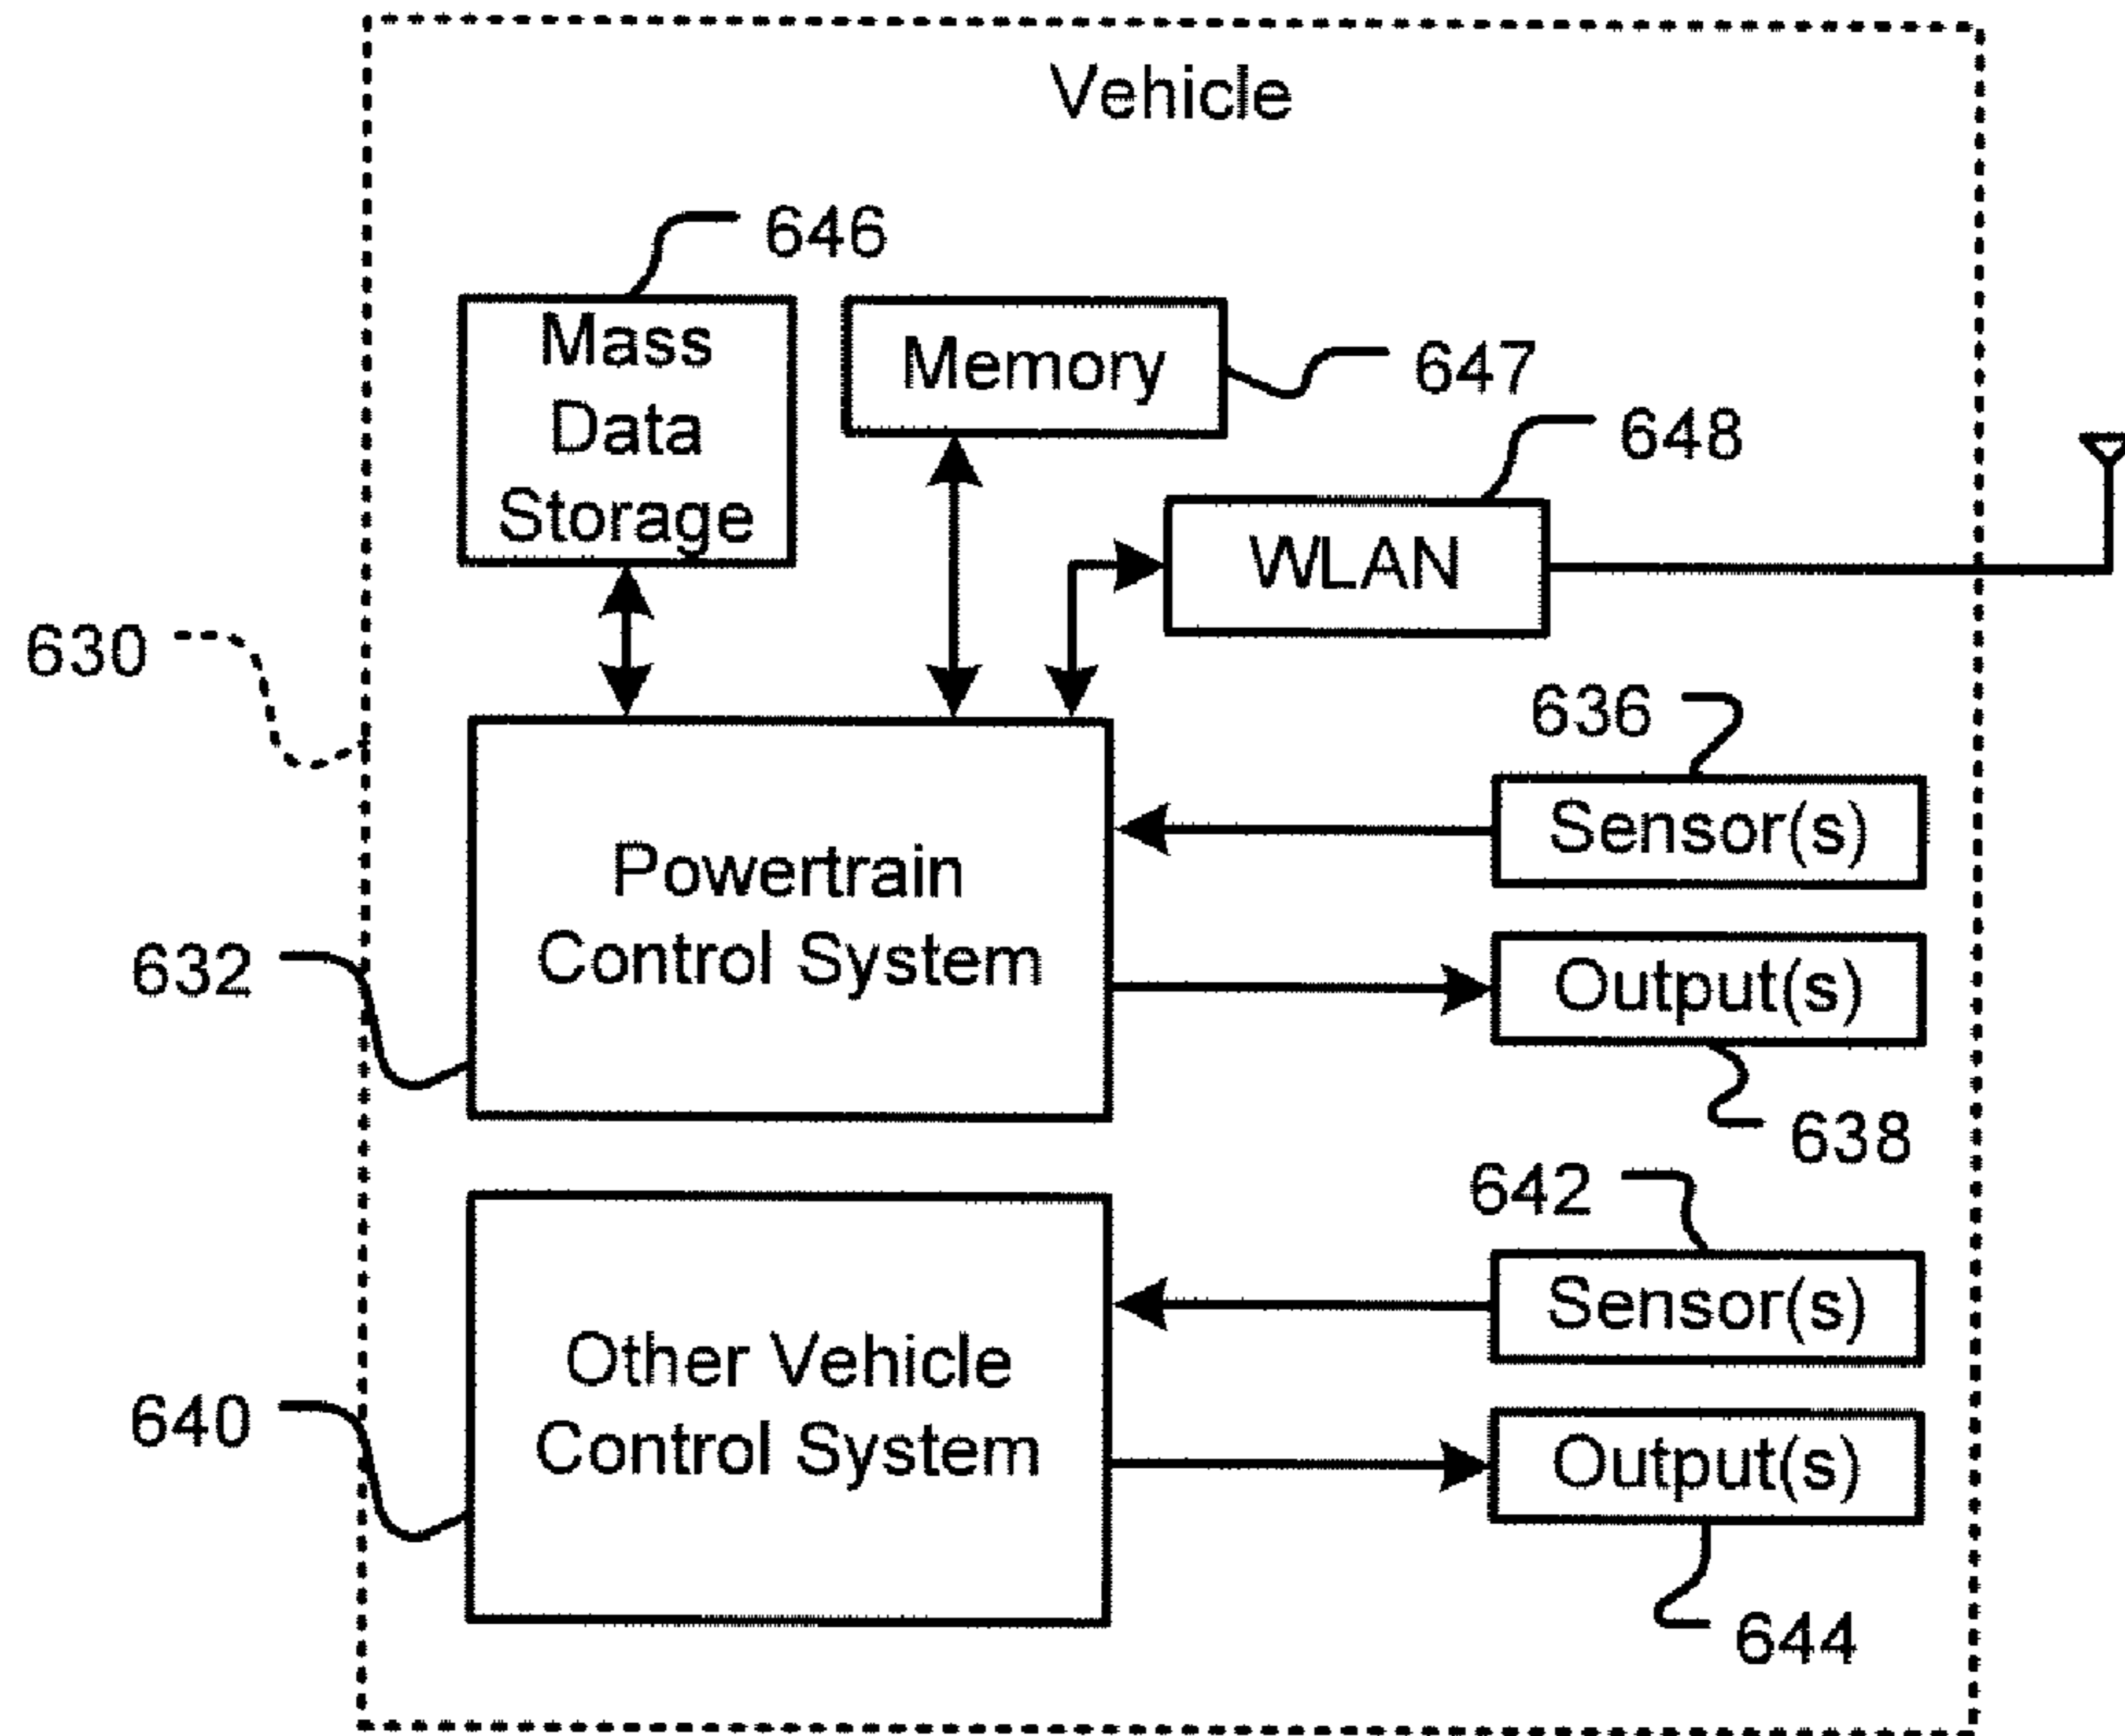 Vehicle
646
Mass
Data
Storage
Memory
647
648
WLAN
630
636
Sensor(s)
Powertrain
Control System
632
Output(s)
638
642
Sensor(s)
Other Vehicle
Control System
640
Output(s)
644